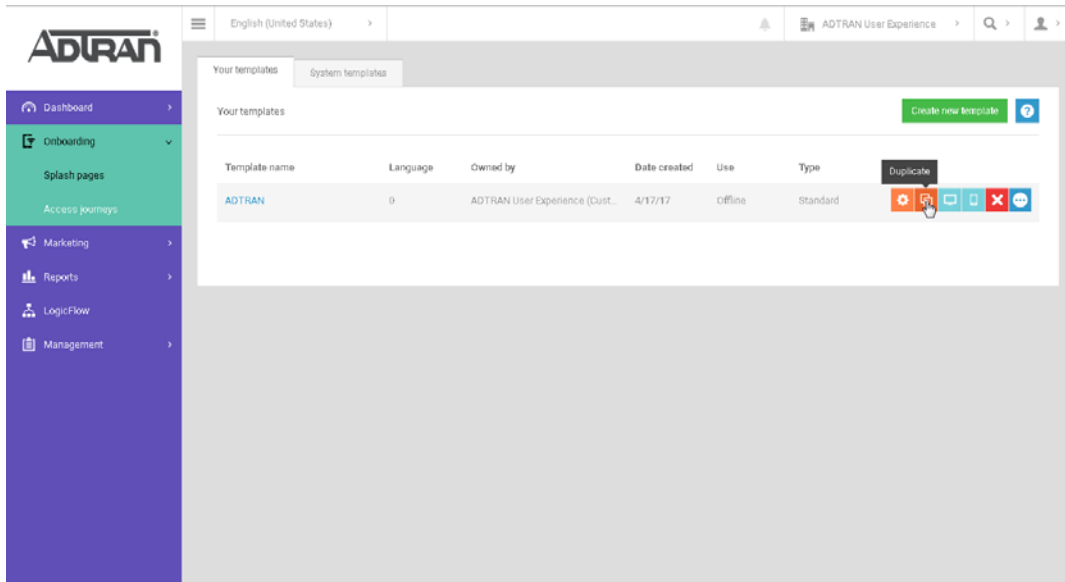 ADTRAN
English (United States)
ADTRAN User Experience
Dashboard
Onboarding
Splash pages
Access journeys
Marketing
Reports
LogicFlow
Management
Your templates
System templates
Your templates
Create new template
?
Template name
Language
Owned by
Date created
Use
Type
Duplicate
ADTRAN
0
ADTRAN User Experience (Cust...
4/17/17
Offline
Standard